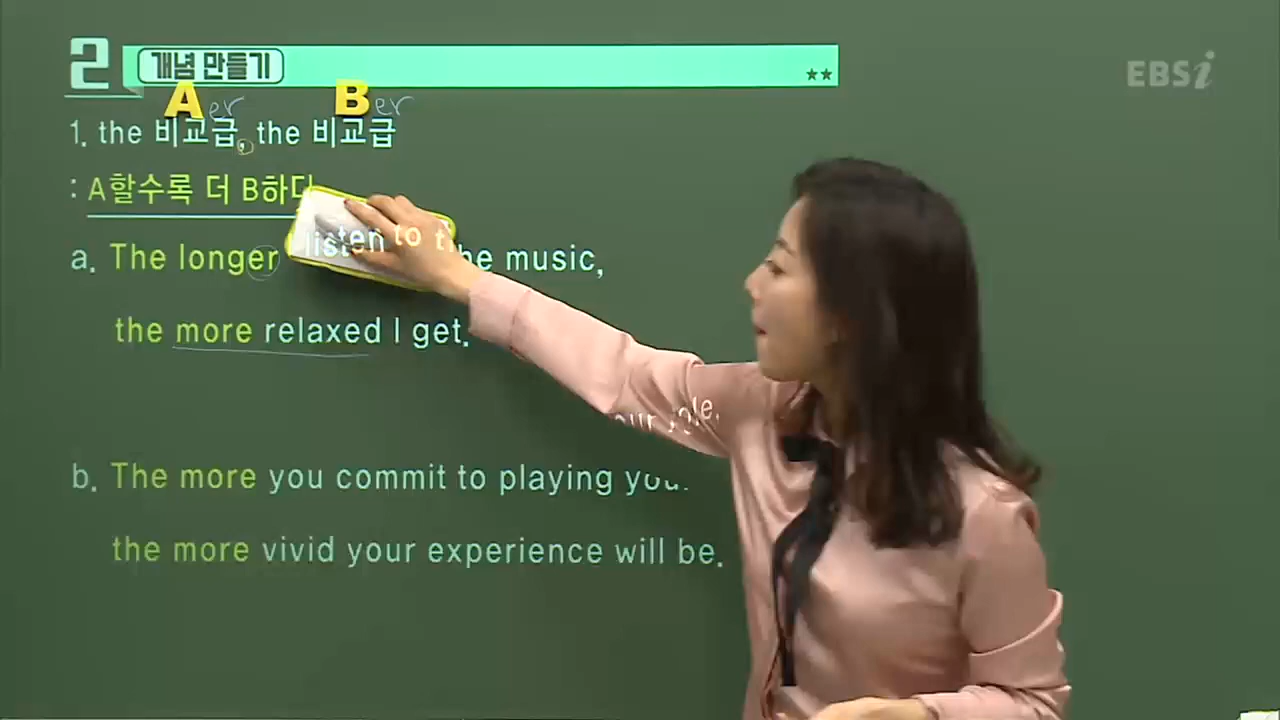 2 개념 만들기 ★★
EBSi
A er B er
1. the 비교급, the 비교급
: A할수록 더 B하다
a. The longer I listen to the music,
the more relaxed I get.
b. The more you commit to playing your role,
the more vivid your experience will be.